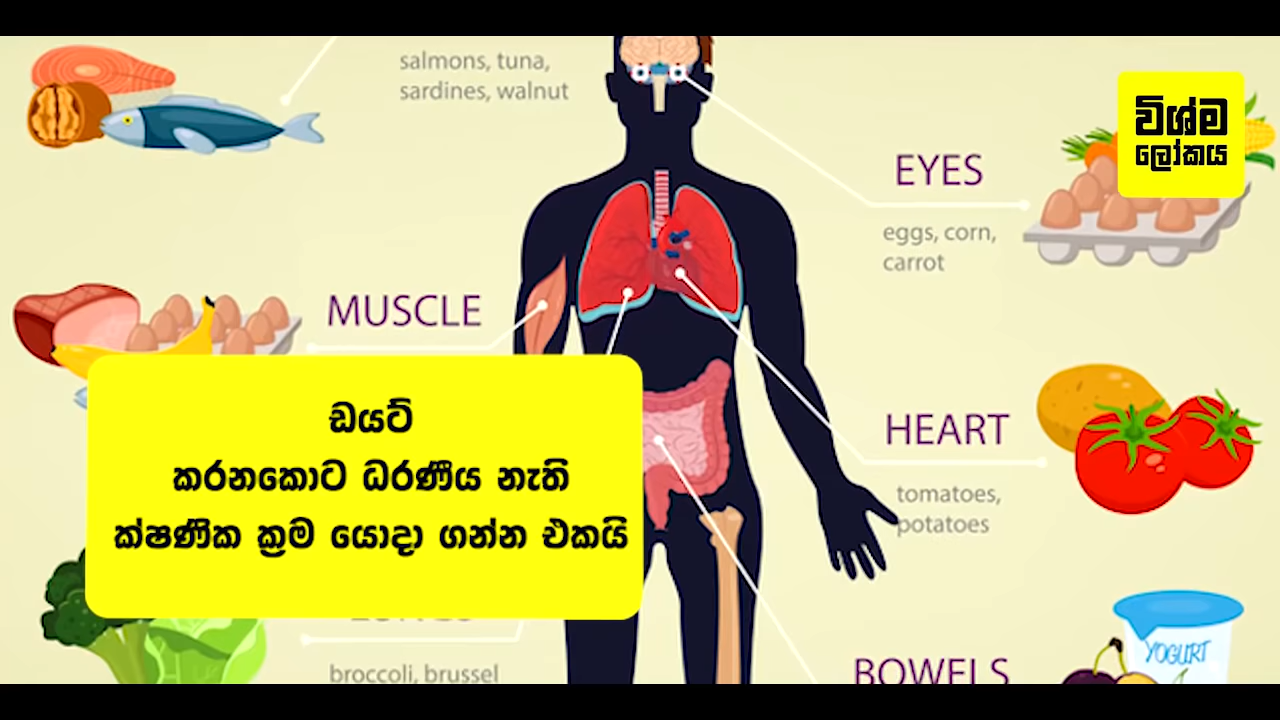 salmons, tuna,
sardines, walnut
විශ්ම
ලෝකය
EYES
eggs, corn,
carrot
MUSCLE
ඩයට්
කරනකොට ධරණීය නැති
ක්ෂණික ක්‍රම යොදා ගන්න එකයි
HEART
tomatoes,
potatoes
broccoli, brussel
BOWELS
YOGURT